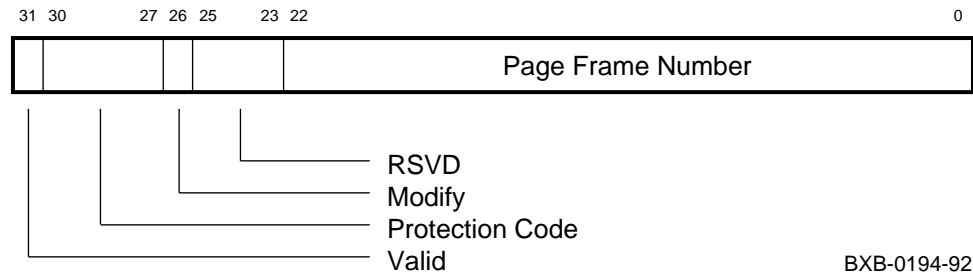 31 30 27 26 25 23 22 0
Page Frame Number
RSVD
Modify
Protection Code
Valid
BXB-0194-92